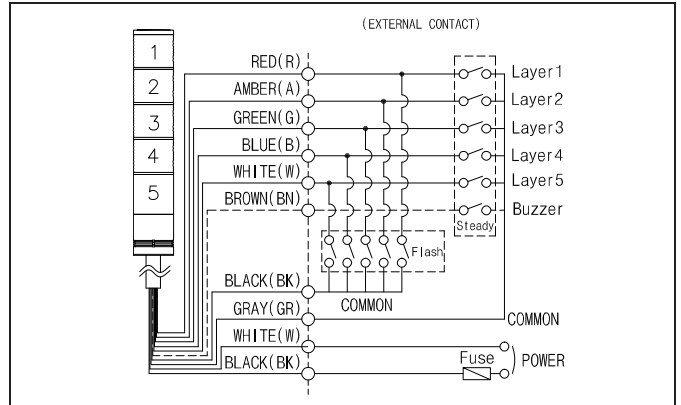 (EXTERNAL CONTACT)
1
2
3
4
5
RED(R)
AMBER(A)
GREEN(G)
BLUE(B)
WHITE(W)
BROWN(BN)
Layer1
Layer2
Layer3
Layer4
Layer5
Buzzer
Steady
Flash
BLACK(BK)
COMMON
GRAY(GR)
COMMON
WHITE(W)
BLACK(BK)
Fuse
POWER